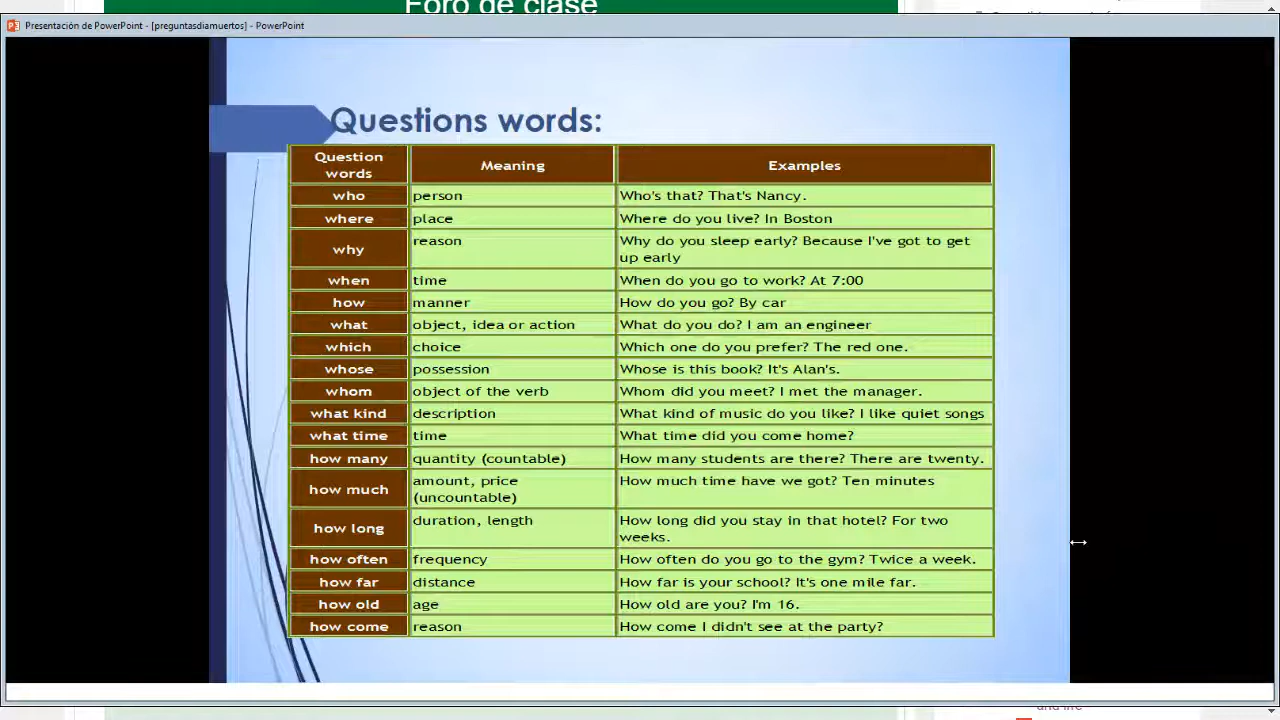 Foro de clase
Presentación de PowerPoint - [preguntasdiamuertos] - PowerPoint
Questions words:
Question words
Meaning
Examples
who
person
Who's that? That's Nancy.
where
place
Where do you live? In Boston
why
reason
Why do you sleep early? Because I've got to get
up early
when
time
When do you go to work? At 7:00
how
manner
How do you go? By car
what
object, idea or action
What do you do? I am an engineer
which
choice
Which one do you prefer? The red one.
whose
possession
Whose is this book? It's Alan's.
whom
object of the verb
Whom did you meet? I met the manager.
what kind
description
What kind of music do you like? I like quiet songs
what time
time
What time did you come home?
how many
quantity (countable)
How many students are there? There are twenty.
how much
amount, price
(uncountable)
How much time have we got? Ten minutes
how long
duration, length
How long did you stay in that hotel? For two
weeks.
how often
frequency
How often do you go to the gym? Twice a week.
how far
distance
How far is your school? It's one mile far.
how old
age
How old are you? I'm 16.
how come
reason
How come I didn't see at the party?
and life